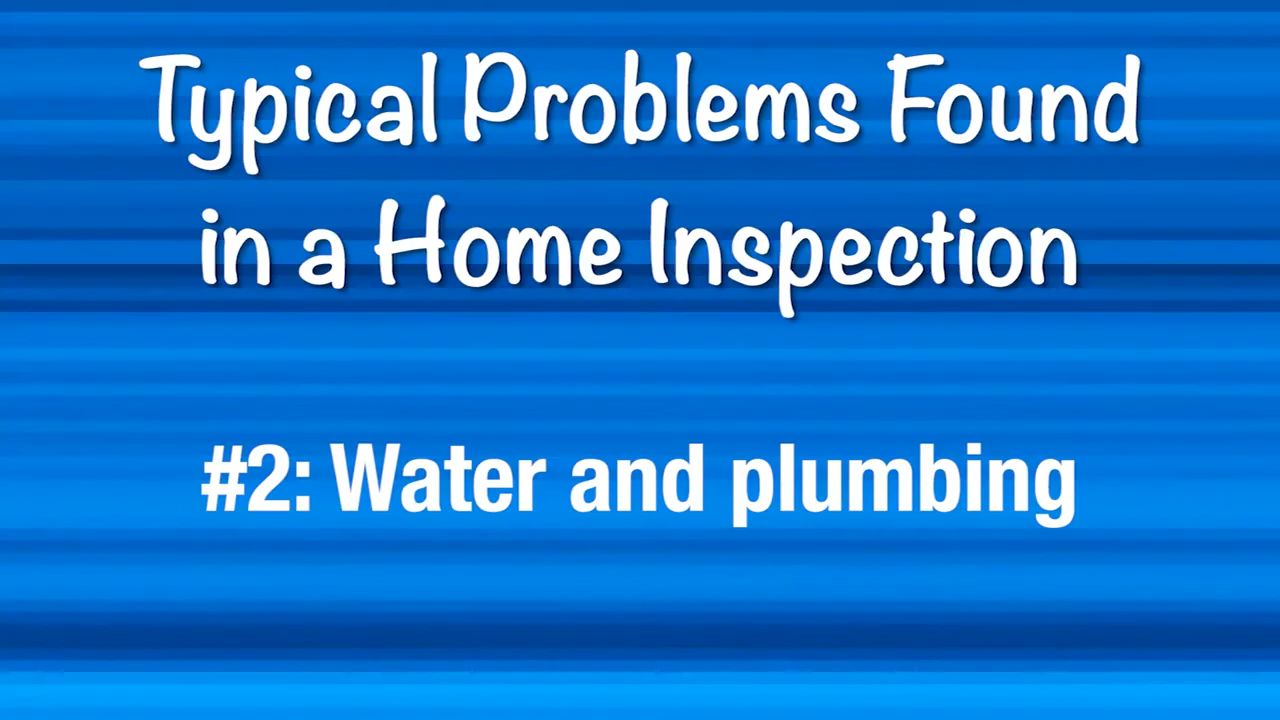 Typical Problems Found
in a Home Inspection
#2: Water and plumbing